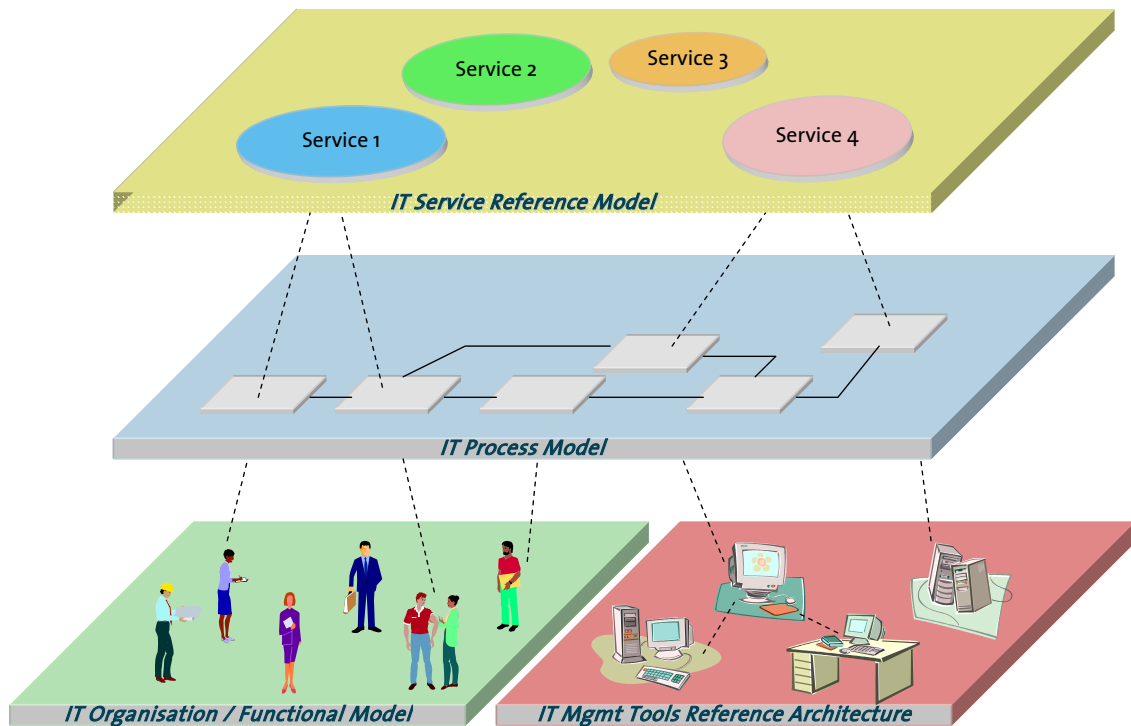 Service 2
Service 3
Service 1
Service 4
IT Service Reference Model
IT Process Model
IT Organisation / Functional Model
IT Mgmt Tools Reference Architecture